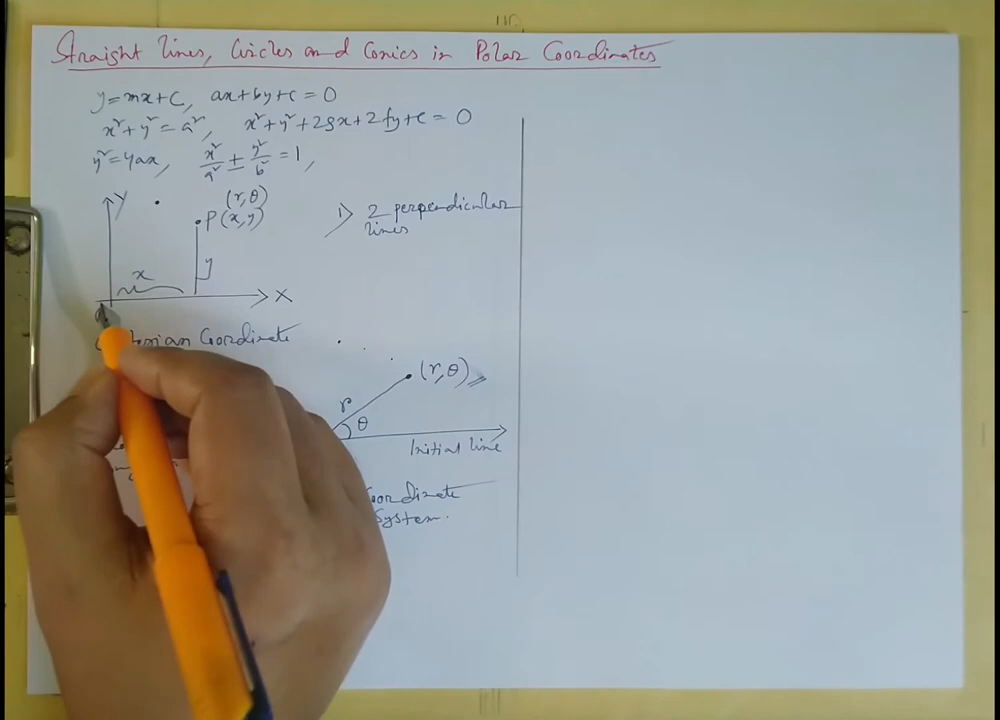 Straight lines, Circles and Conics in Polar Coordinates
y=mx+c, ax+by+c=0
x²+y²=a², x²+y²+2gx+2fy+c=0
y²=4ax, x²/a² ± y²/b² =1,
Y
(r,θ)
P(x,y)
1) 2 perpendicular
lines
x
y
X
Coordinate
(r,θ)
r
θ
Initial line
Coordinate
System.